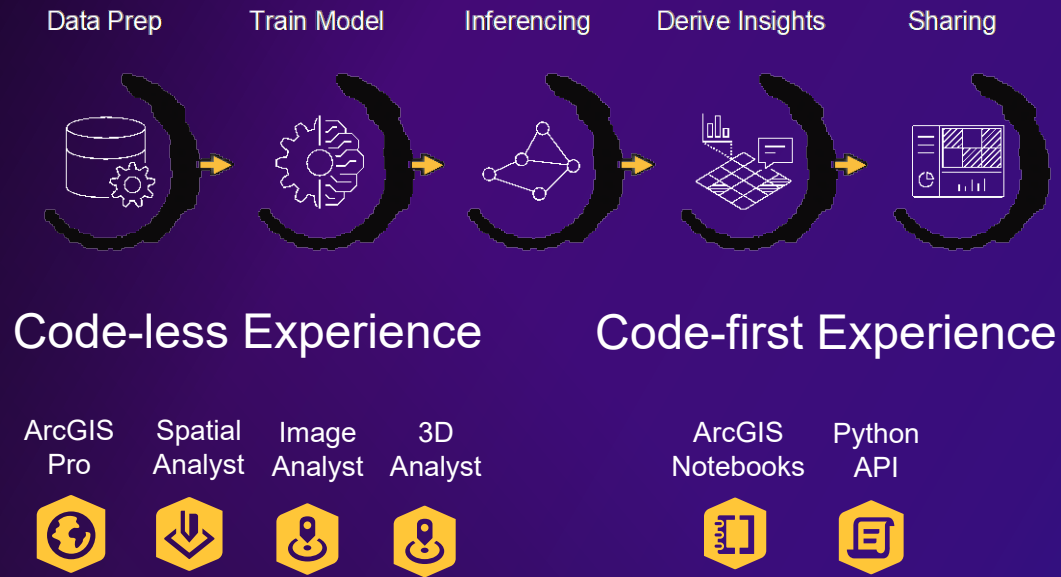 Data Prep
Train Model
Inferencing
Derive Insights
Sharing
Code-less Experience
Code-first Experience
ArcGIS
Pro
Spatial
Analyst
Image
Analyst
3D
Analyst
ArcGIS
Notebooks
Python
API